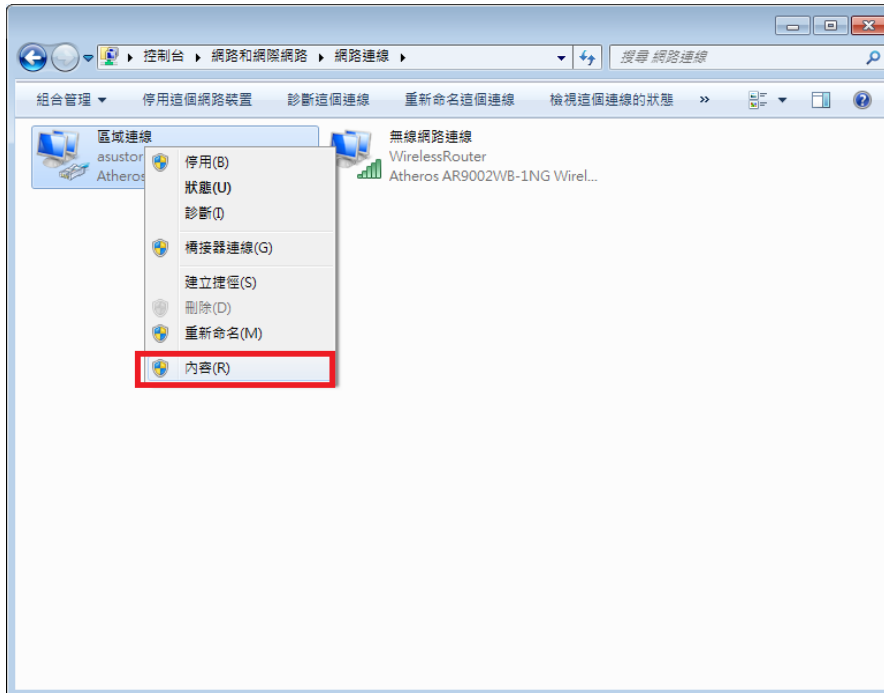 控制台 網路和網際網路 網路連線
搜尋 網路連線
組合管理 停用這個網路裝置 診斷這個連線 重新命名這個連線 檢視這個連線的狀態 »
區域連線
asustor
Atheros
無線網路連線
WirelessRouter
Atheros AR9002WB-1NG Wirel...
停用(B)
狀態(U)
診斷(I)
橋接器連線(G)
建立捷徑(S)
刪除(D)
重新命名(M)
內容(R)